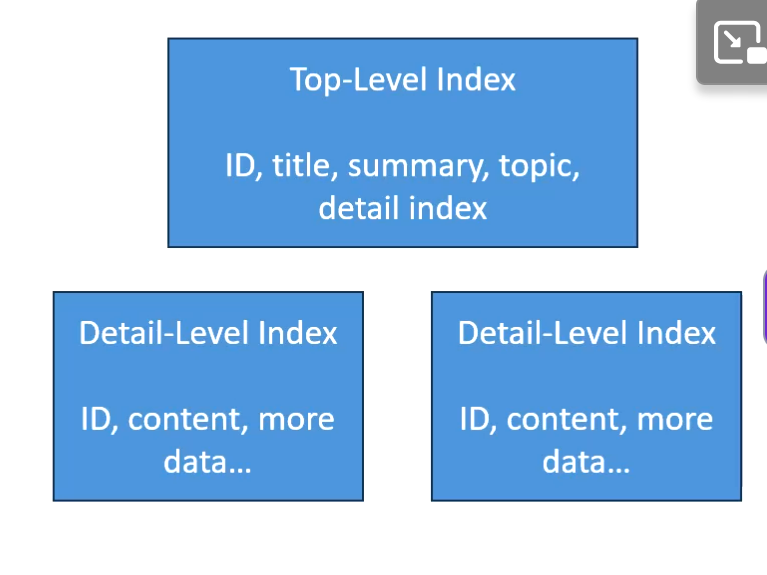 Top-Level Index
ID, title, summary, topic,
detail index
Detail-Level Index
ID, content, more
data...
Detail-Level Index
ID, content, more
data...